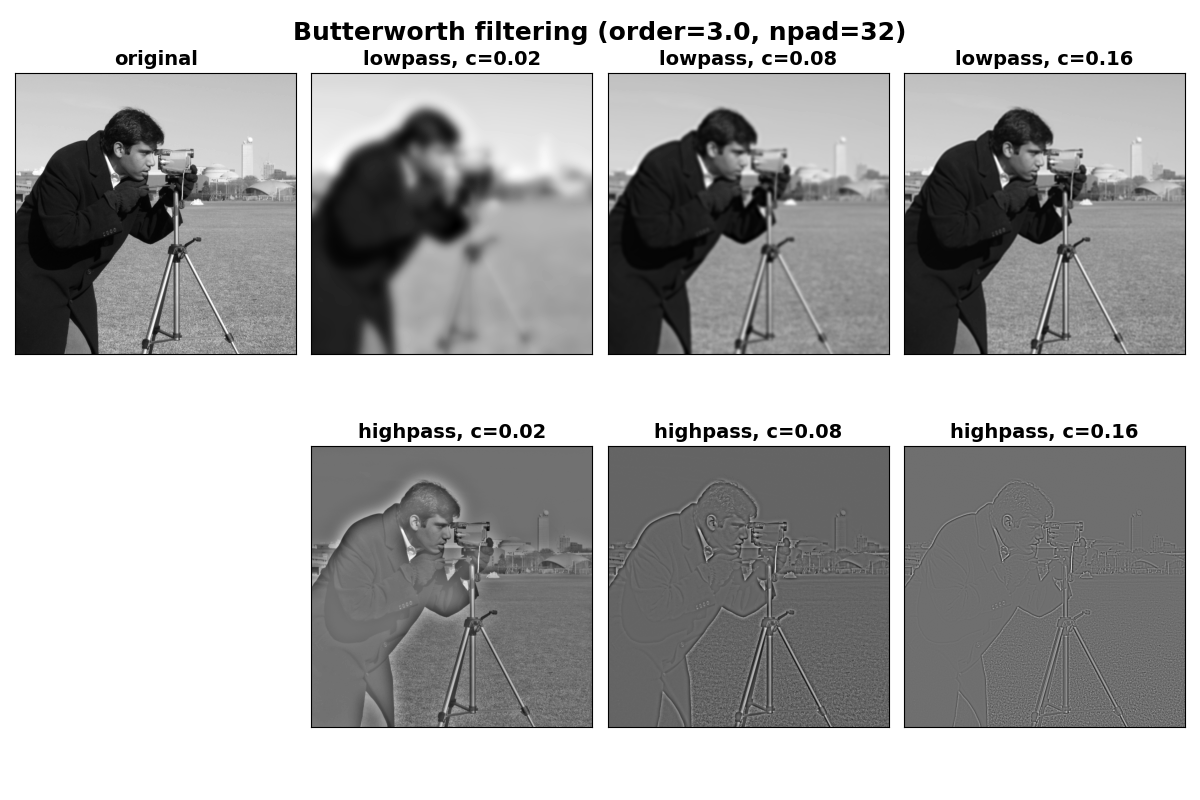 Butterworth filtering (order=3.0, npad=32)
original
lowpass, c=0.02
lowpass, c=0.08
lowpass, c=0.16
highpass, c=0.02
highpass, c=0.08
highpass, c=0.16